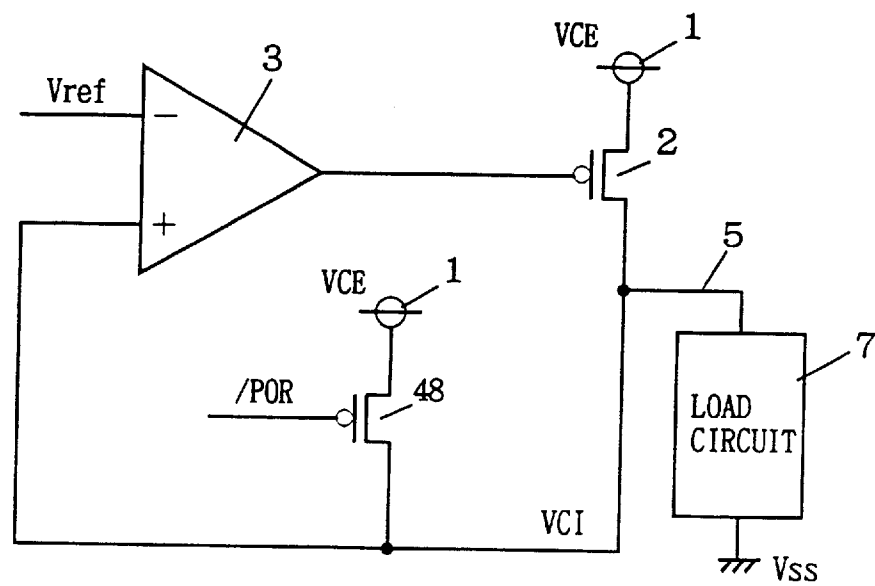 VCE 1
3
Vref
−
2
+
5
VCE 1
7
/POR
48
LOAD
CIRCUIT
VCI
Vss